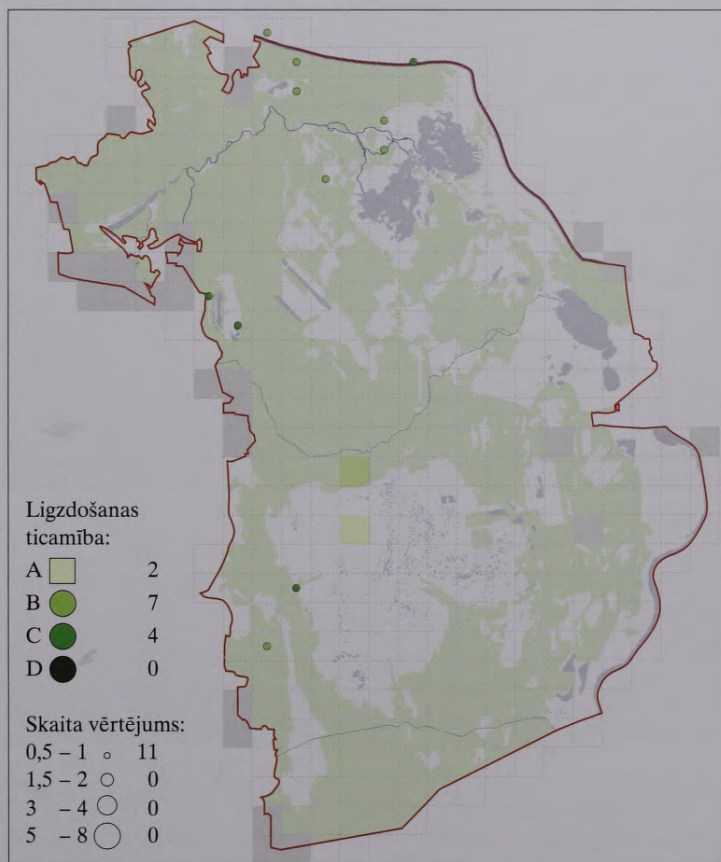 Ligzdošanas
ticamība:
A 2
B 7
C 4
D 0
Skaita vērtējums:
0,5 – 1 11
1,5 – 2 0
3 – 4 0
5 – 8 0